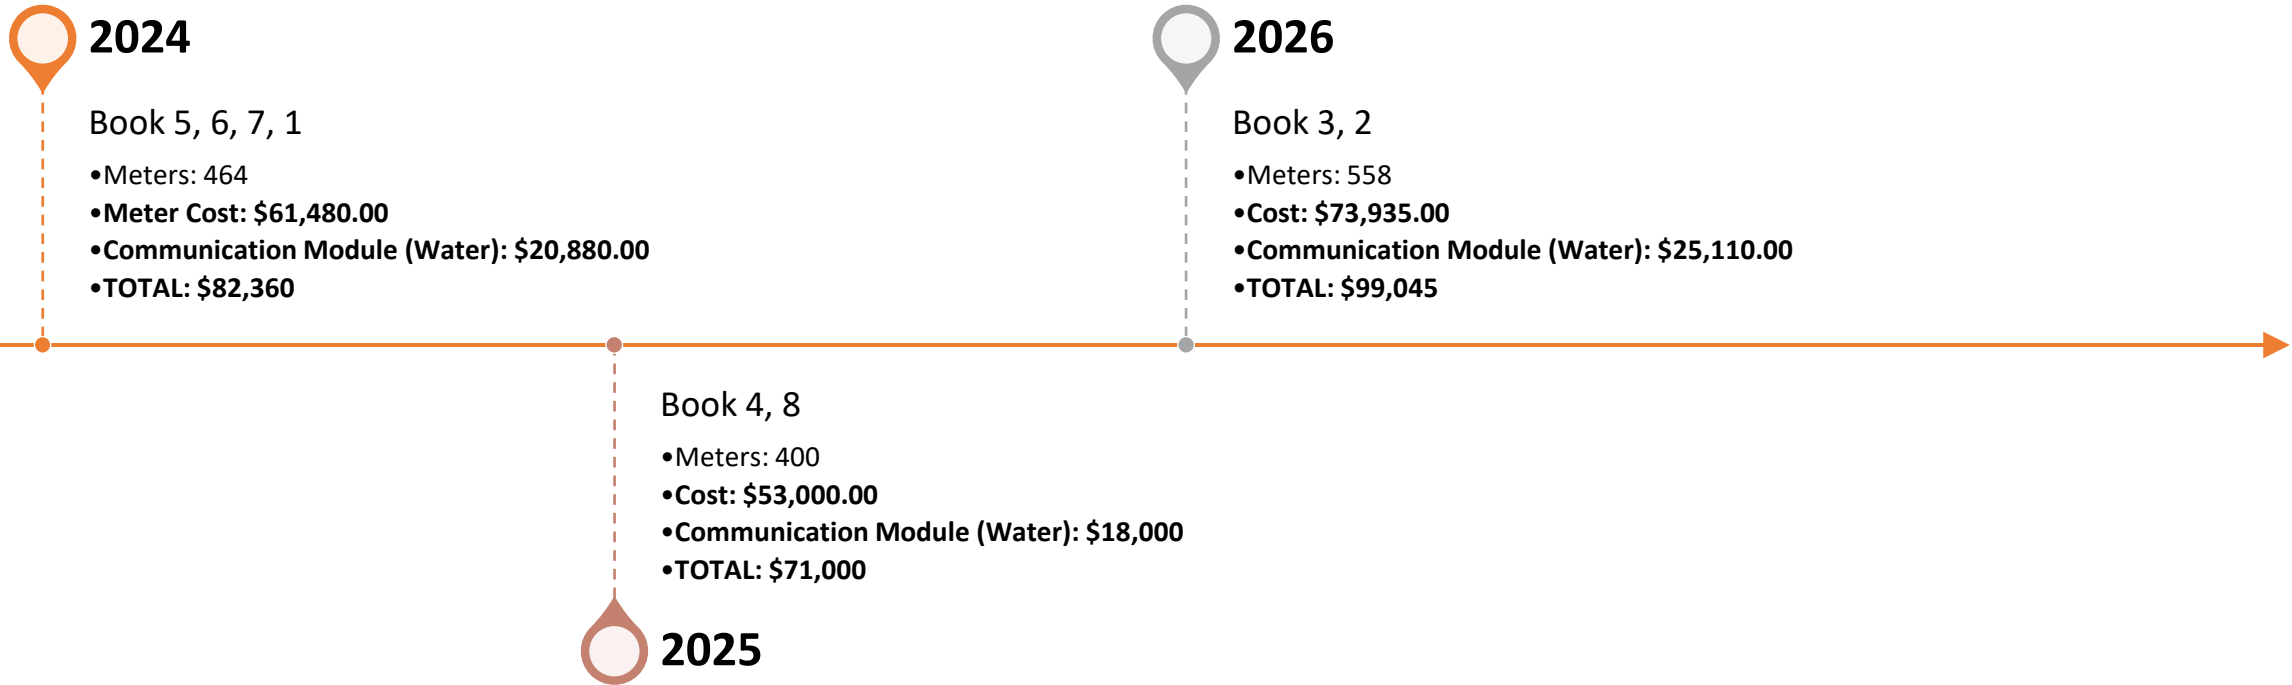 2024
Book 5, 6, 7, 1
•Meters: 464
•Meter Cost: $61,480.00
•Communication Module (Water): $20,880.00
•TOTAL: $82,360
Book 4, 8
•Meters: 400
•Cost: $53,000.00
•Communication Module (Water): $18,000
•TOTAL: $71,000
2025
2026
Book 3, 2
•Meters: 558
•Cost: $73,935.00
•Communication Module (Water): $25,110.00
•TOTAL: $99,045